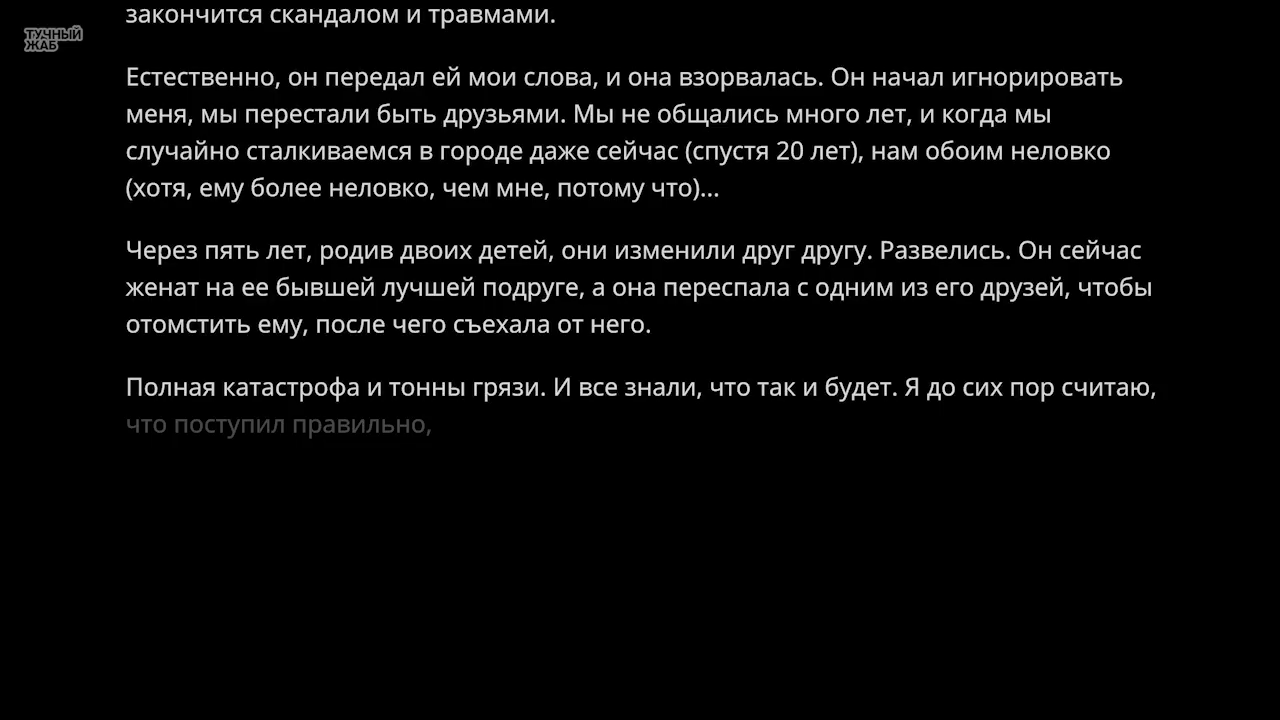 ТУЧНЫЙ
ЖАБ
закончится скандалом и травмами.
Естественно, он передал ей мои слова, и она взорвалась. Он начал игнорировать
меня, мы перестали быть друзьями. Мы не общались много лет, и когда мы
случайно сталкиваемся в городе даже сейчас (спустя 20 лет), нам обоим неловко
(хотя, ему более неловко, чем мне, потому что)...
Через пять лет, родив двоих детей, они изменили друг другу. Развелись. Он сейчас
женат на ее бывшей лучшей подруге, а она переспала с одним из его друзей, чтобы
отомстить ему, после чего съехала от него.
Полная катастрофа и тонны грязи. И все знали, что так и будет. Я до сих пор считаю,
что поступил правильно,